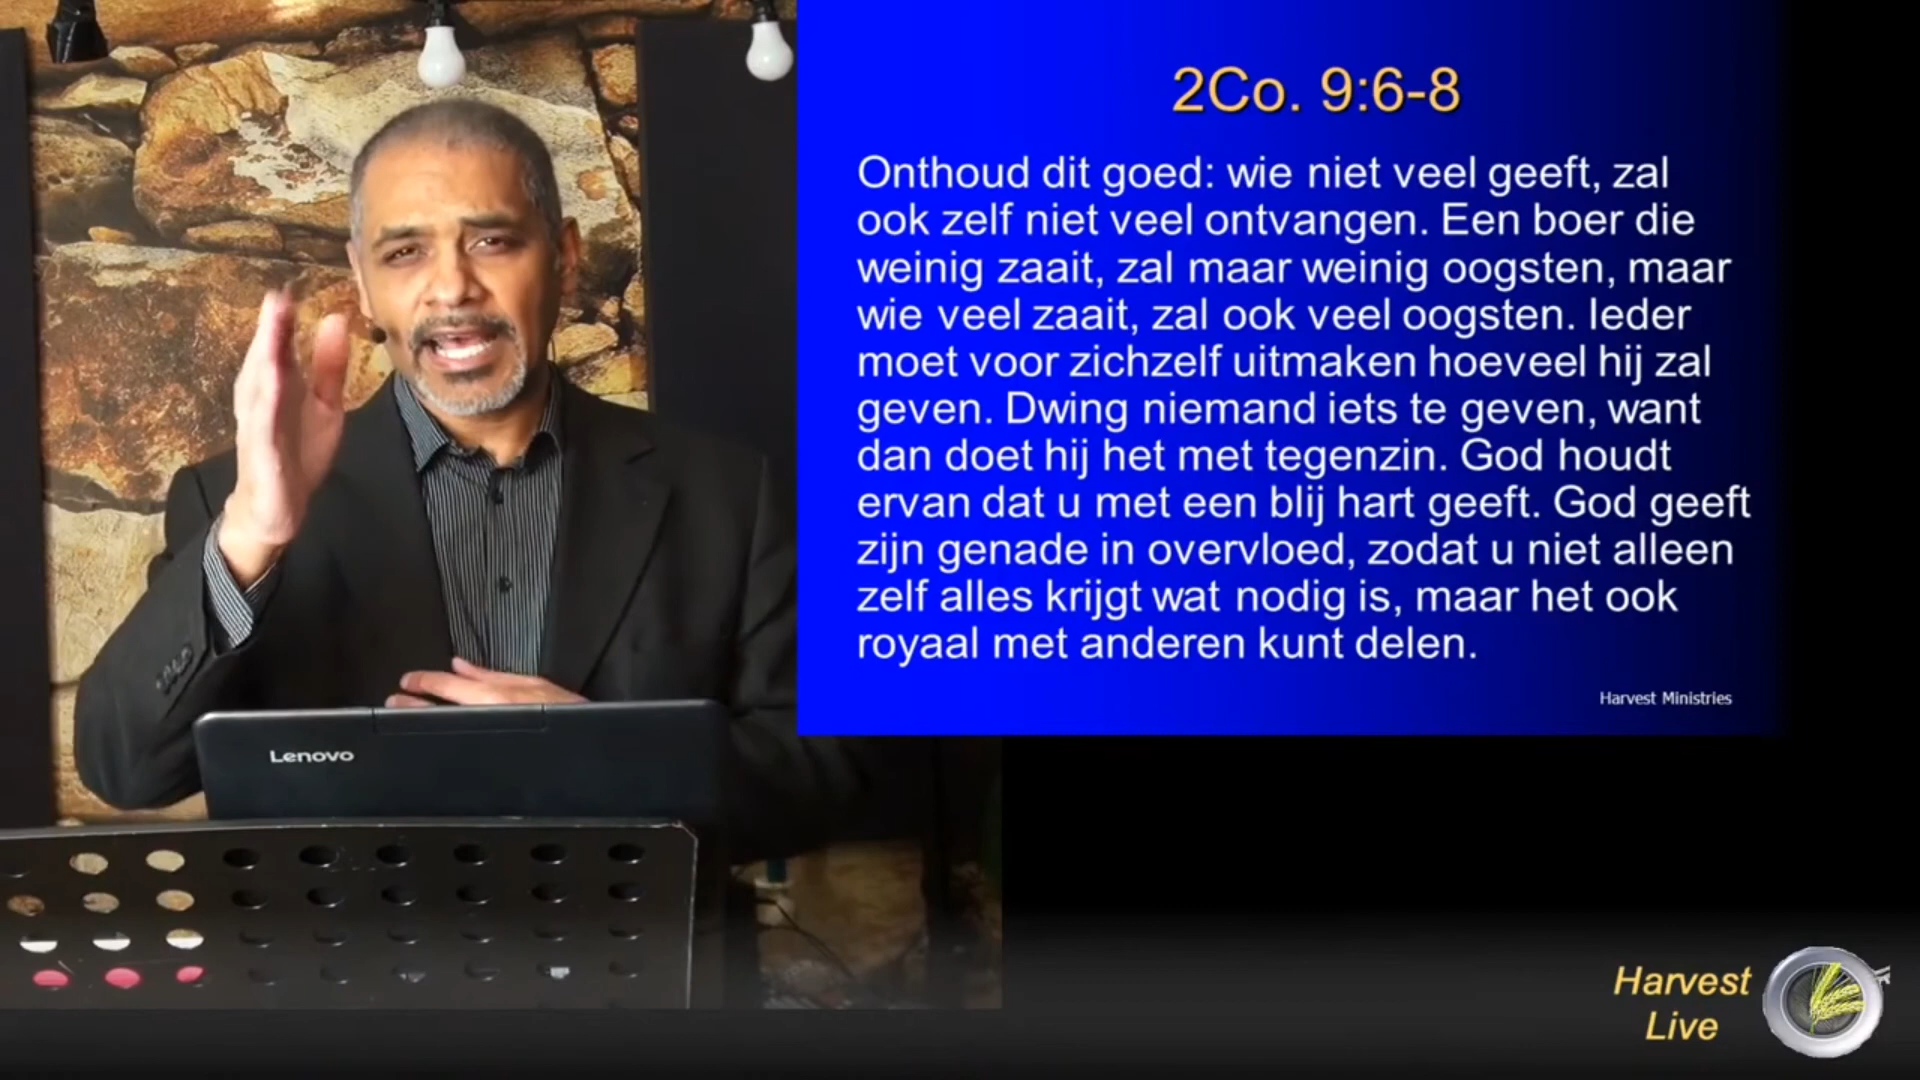 2Co. 9:6-8
Onthoud dit goed: wie niet veel geeft, zal
ook zelf niet veel ontvangen. Een boer die
weinig zaait, zal maar weinig oogsten, maar
wie veel zaait, zal ook veel oogsten. Ieder
moet voor zichzelf uitmaken hoeveel hij zal
geven. Dwing niemand iets te geven, want
dan doet hij het met tegenzin. God houdt
ervan dat u met een blij hart geeft. God geeft
zijn genade in overvloed, zodat u niet alleen
zelf alles krijgt wat nodig is, maar het ook
royaal met anderen kunt delen.
Harvest Ministries
Lenovo
Harvest
Live